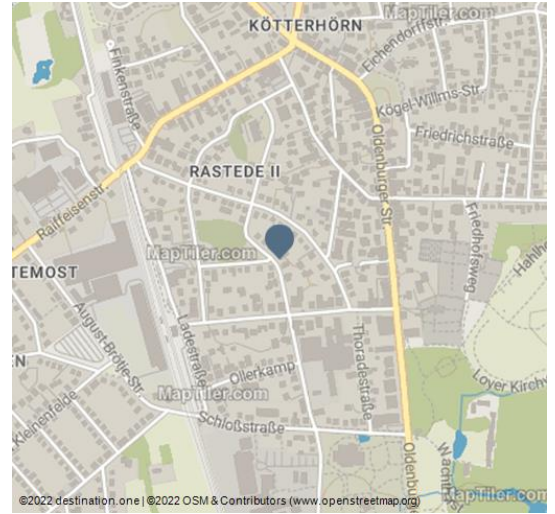 MapTiler.com
KÖTTERHÖRN
Eichendorffstr.
Finkenstraße
Kögel-Willms-Str.
Oldenburger Str.
Friedrichstraße
RASTEDE II
Raiffeisenstr.
Friedhofsweg
MapTiler.com
TEMOST
August-Brötje-Str.
Ladestraße
Thoradestraße
Ollerkamp
Loyer Kirchw
MapTiler.com
Kleinenfelde
Schloßstraße
Oldenburge
MapTiler.com
©2022 destination.one | ©2022 OSM & Contributors (www.openstreetmap.org)